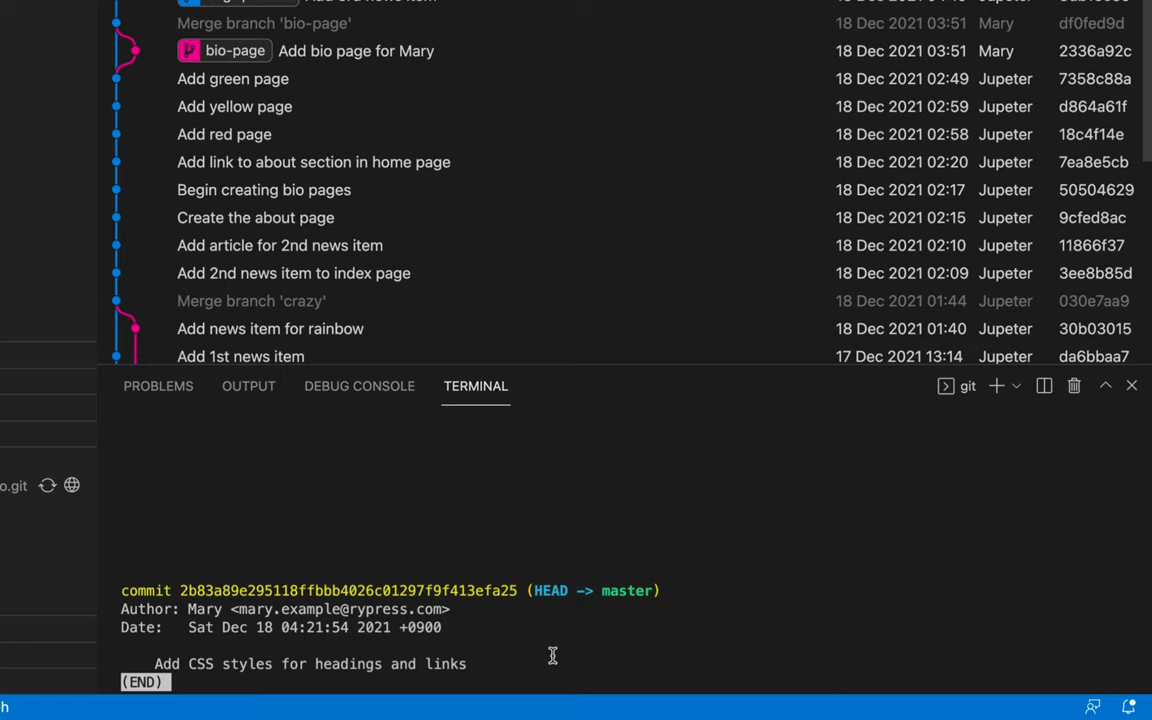 Merge branch 'bio-page' 18 Dec 2021 03:51 Mary df0fed9d
bio-page Add bio page for Mary 18 Dec 2021 03:51 Mary 2336a92c
Add green page 18 Dec 2021 02:49 Jupeter 7358c88a
Add yellow page 18 Dec 2021 02:59 Jupeter d864a61f
Add red page 18 Dec 2021 02:58 Jupeter 18c4f14e
Add link to about section in home page 18 Dec 2021 02:20 Jupeter 7ea8e5cb
Begin creating bio pages 18 Dec 2021 02:17 Jupeter 50504629
Create the about page 18 Dec 2021 02:15 Jupeter 9cfed8ac
Add article for 2nd news item 18 Dec 2021 02:10 Jupeter 11866f37
Add 2nd news item to index page 18 Dec 2021 02:09 Jupeter 3ee8b85d
Merge branch 'crazy' 18 Dec 2021 01:44 Jupeter 030e7aa9
Add news item for rainbow 18 Dec 2021 01:40 Jupeter 30b03015
Add 1st news item 17 Dec 2021 13:14 Jupeter da6bbaa7
PROBLEMS OUTPUT DEBUG CONSOLE TERMINAL git
o.git
commit 2b83a89e295118ffbbb4026c01297f9f413efa25 (HEAD -> master)
Author: Mary <mary.example@rypress.com>
Date: Sat Dec 18 04:21:54 2021 +0900
Add CSS styles for headings and links
(END)
h